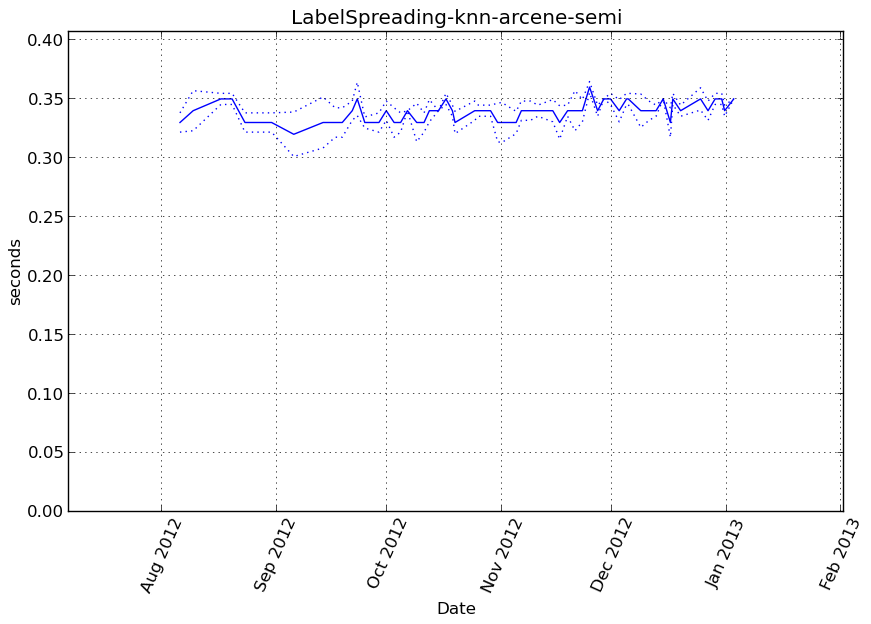 LabelSpreading-knn-arcene-semi
0.40
0.35
0.30
0.25
0.20
0.15
0.10
0.05
0.00
seconds
Aug 2012
Sep 2012
Oct 2012
Nov 2012
Dec 2012
Jan 2013
Feb 2013
Date